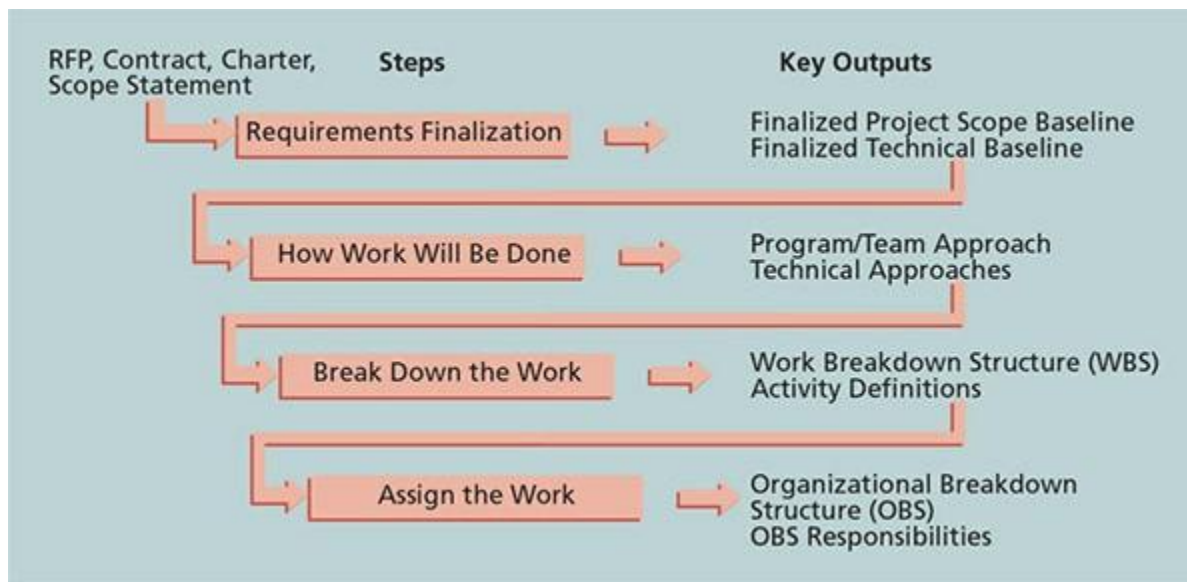 RFP, Contract, Charter,
Scope Statement
Steps
Key Outputs
Requirements Finalization
Finalized Project Scope Baseline
Finalized Technical Baseline
How Work Will Be Done
Program/Team Approach
Technical Approaches
Break Down the Work
Work Breakdown Structure (WBS)
Activity Definitions
Assign the Work
Organizational Breakdown
Structure (OBS)
OBS Responsibilities